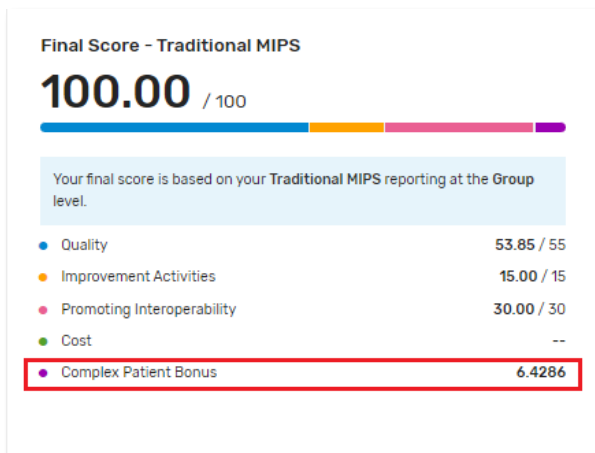 Final Score - Traditional MIPS
100.00 / 100
Your final score is based on your Traditional MIPS reporting at the Group
level.
Quality 53.85 / 55
Improvement Activities 15.00 / 15
Promoting Interoperability 30.00 / 30
Cost --
Complex Patient Bonus 6.4286